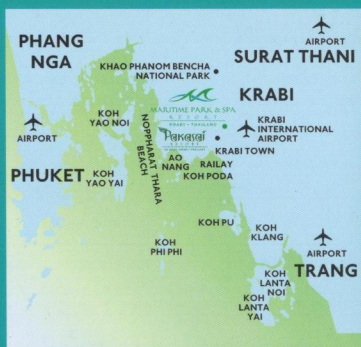 PHANG
NGA
AIRPORT
SURAT THANI
KHAO PHANOM BENCHA
NATIONAL PARK
MARITIME PARK & SPA
RESORT
KRABI • THAILAND
KRABI
KOH
YAO NOI
NOPPHARAT THARA
BEACH
Pakasai
RESORT
KRABI
INTERNATIONAL
AIRPORT
KRABI TOWN
AIRPORT
PHUKET
KOH
YAO YAI
AO
NANG
RAILAY
KOH PODA
KOH PU
KOH
KLANG
KOH
PHI PHI
AIRPORT
TRANG
KOH
LANTA
NOI
KOH
LANTA
YAI